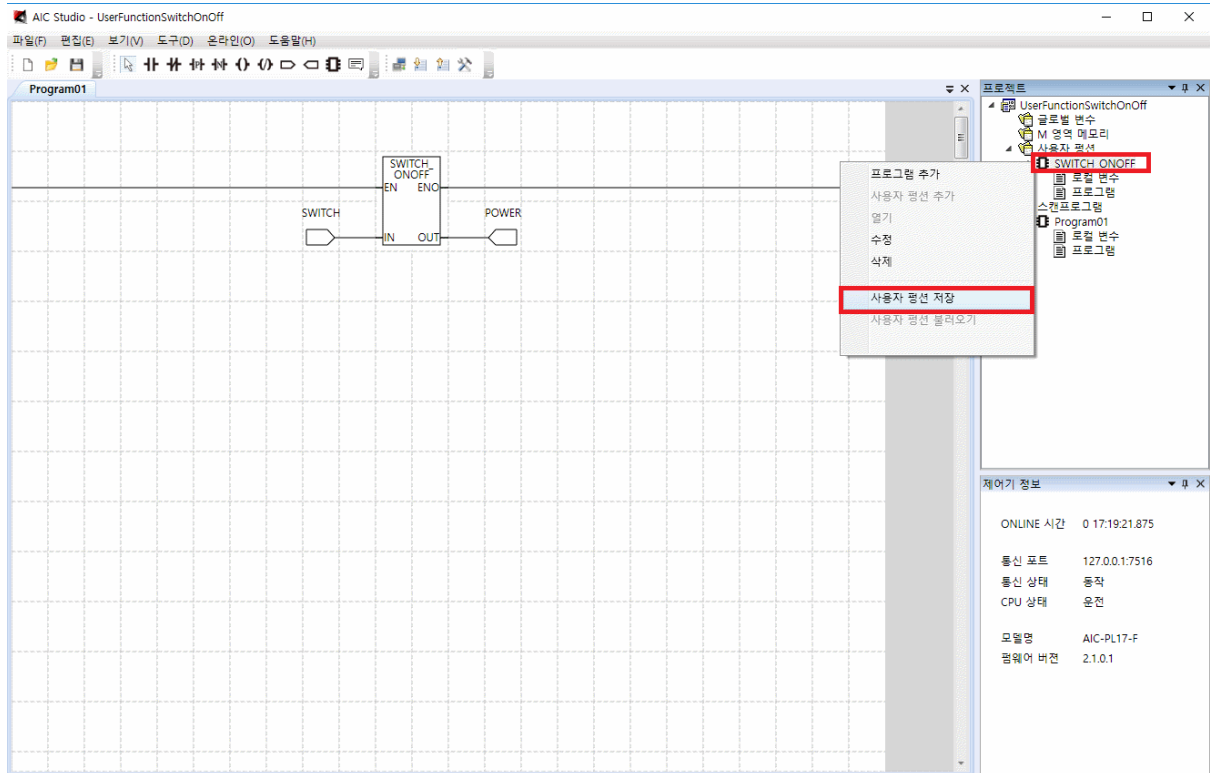 AIC Studio - UserFunctionSwitchOnOff
파일(F) 편집(E) 보기(V) 도구(D) 온라인(O) 도움말(H)
Program01
SWITCH_
ONOFF
EN ENO
SWITCH
POWER
IN OUT
프로그램 추가
사용자 펑션 추가
열기
수정
삭제
사용자 펑션 저장
사용자 펑션 불러오기
프로젝트
UserFunctionSwitchOnOff
글로벌 변수
M 영역 메모리
사용자 펑션
SWITCH_ONOFF
로컬 변수
프로그램
스캔프로그램
Program01
로컬 변수
프로그램
제어기 정보
ONLINE 시간 0 17:19:21.875
통신 포트 127.0.0.1:7516
통신 상태 동작
CPU 상태 운전
모델명 AIC-PL17-F
펌웨어 버젼 2.1.0.1